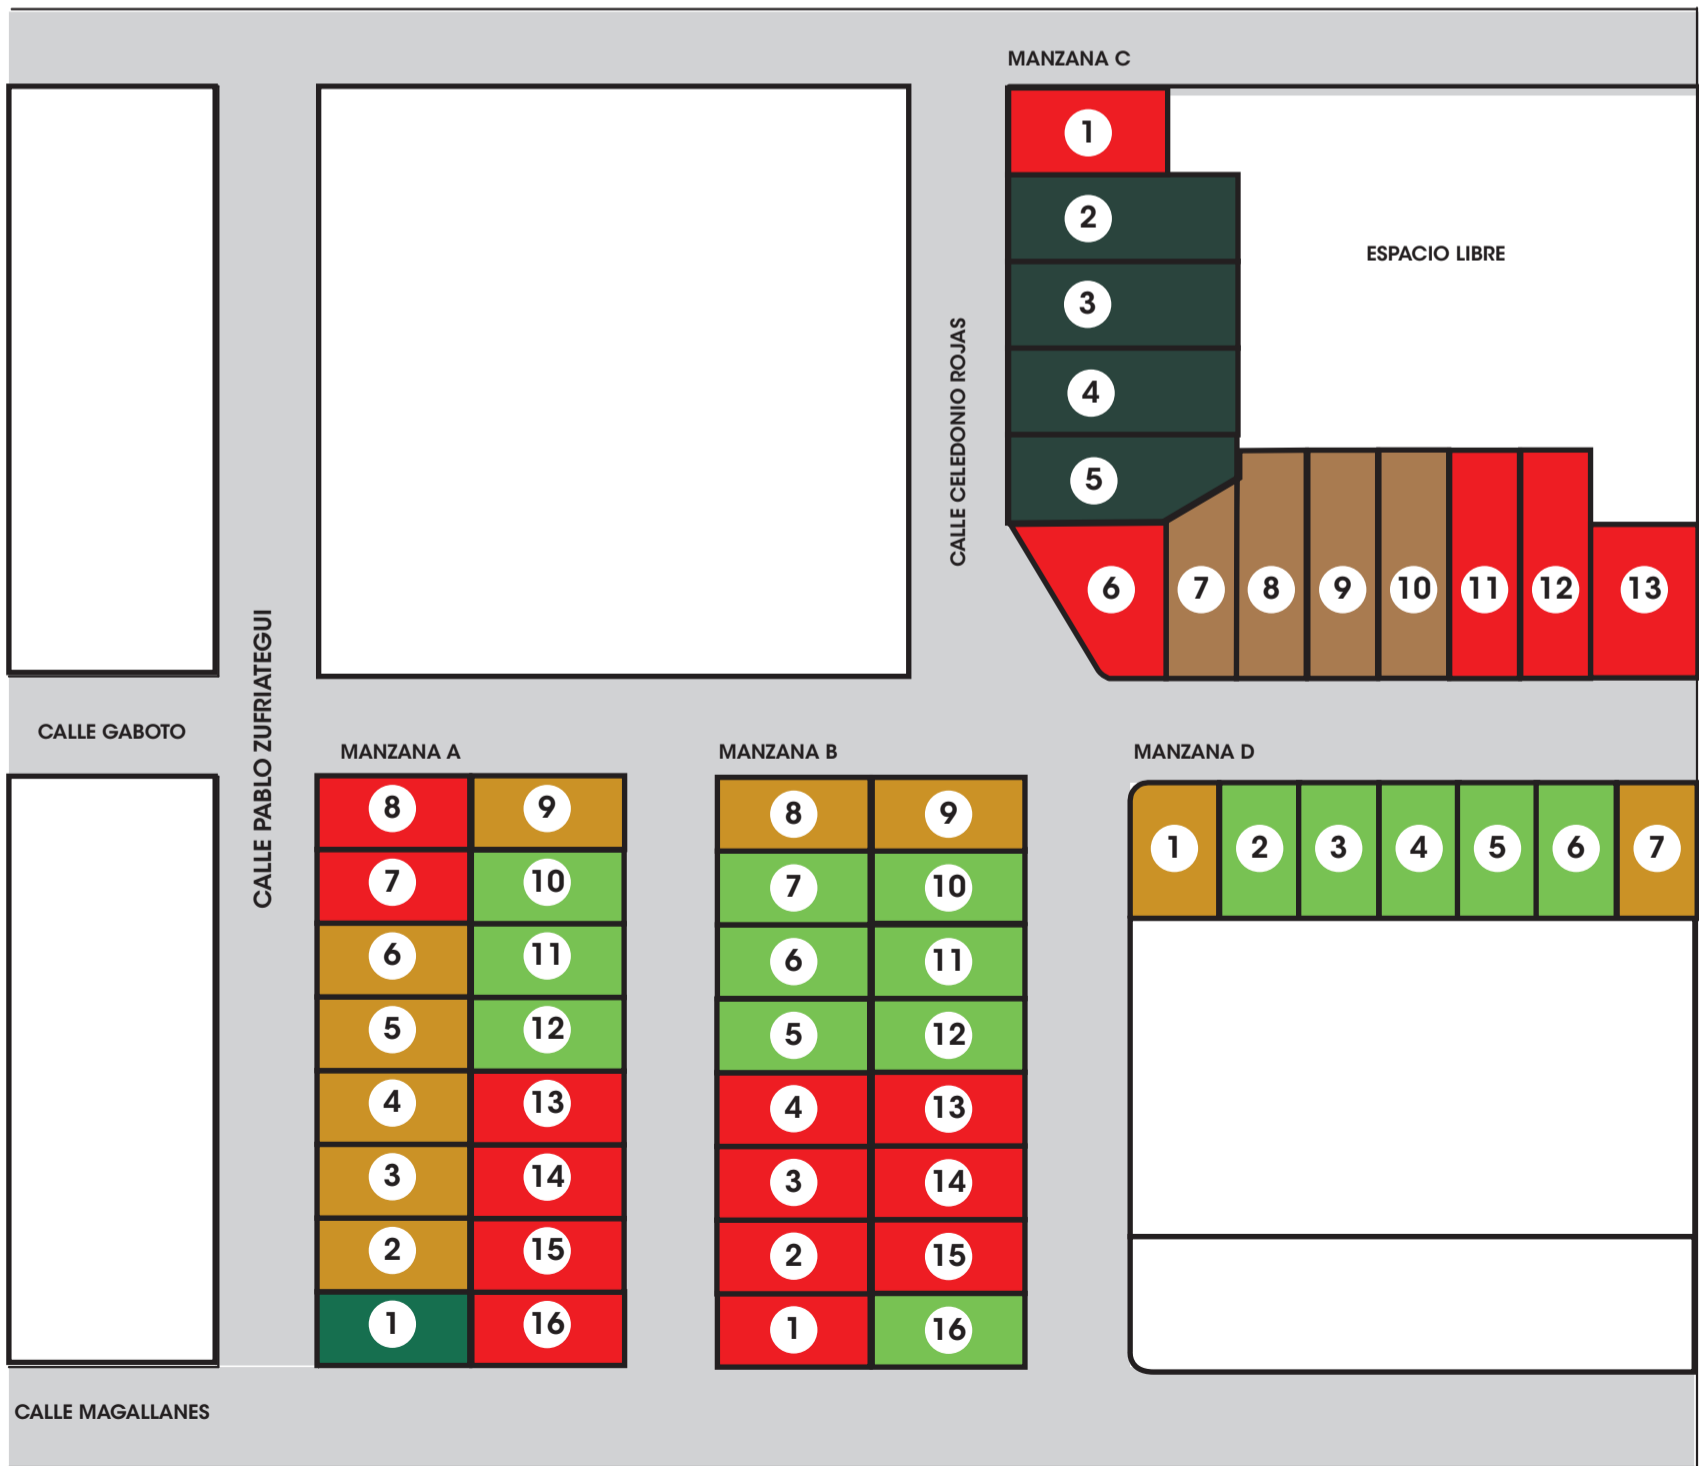 MANZANA C
1
2
3
4
5
6
7
8
9
10
11
12
13
ESPACIO LIBRE
CALLE CELEDONIO ROJAS
CALLE PABLO ZUFRIATEGUI
CALLE GABOTO
MANZANA A
8 9
7 10
6 11
5 12
4 13
3 14
2 15
1 16
MANZANA B
8 9
7 10
6 11
5 12
4 13
3 14
2 15
1 16
MANZANA D
1 2 3 4 5 6 7
CALLE MAGALLANES